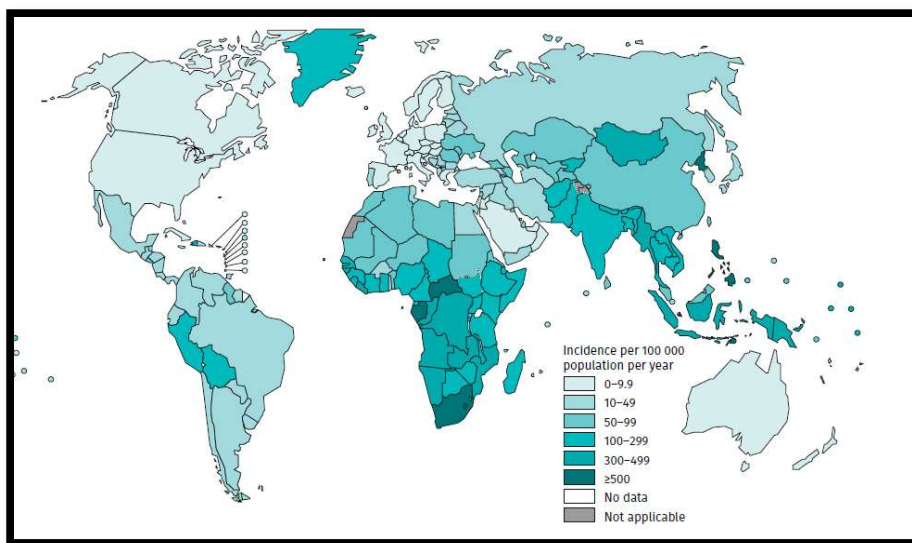 Incidence per 100 000
population per year
0–9.9
10–49
50–99
100–299
300–499
≥500
No data
Not applicable